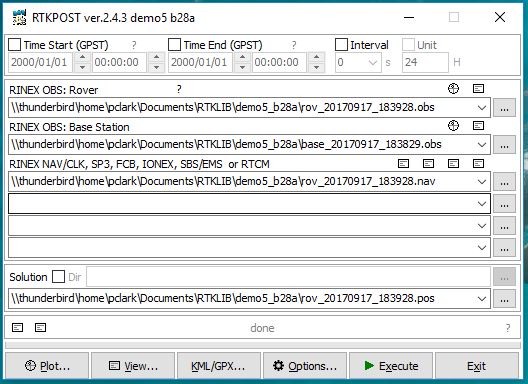 RTKPOST ver.2.4.3 demo5 b28a
Time Start (GPST) ? Time End (GPST) ? Interval Unit
2000/01/01 00:00:00 2000/01/01 00:00:00 0 s 24 H
RINEX OBS: Rover ?
\\thunderbird\home\pclark\Documents\RTKLIB\demo5_b28a\rov_20170917_183928.obs ...
RINEX OBS: Base Station
\\thunderbird\home\pclark\Documents\RTKLIB\demo5_b28a\base_20170917_183829.obs ...
RINEX NAV/CLK, SP3, FCB, IONEX, SBS/EMS or RTCM
\\thunderbird\home\pclark\Documents\RTKLIB\demo5_b28a\rov_20170917_183928.nav ...
...
...
...
Solution Dir ...
\\thunderbird\home\pclark\Documents\RTKLIB\demo5_b28a\rov_20170917_183928.pos ...
done ?
Plot... View... KML/GPX... Options... Execute Exit